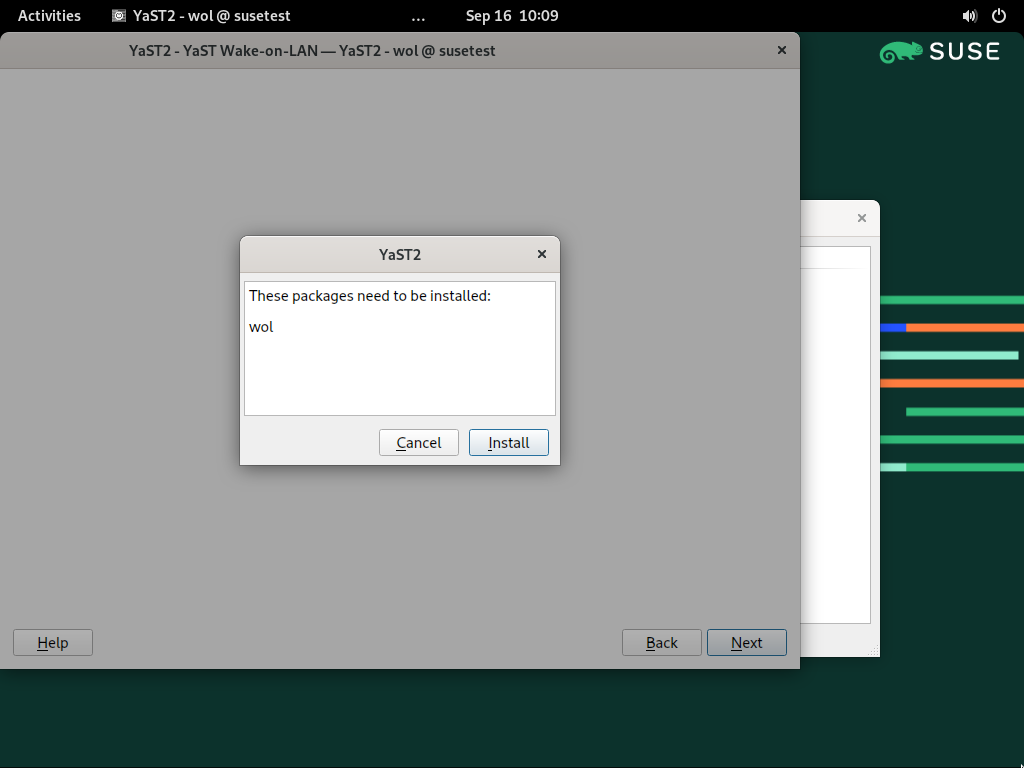 Activities
YaST2 - wol @ susetest
...
Sep 16 10:09
YaST2 - YaST Wake-on-LAN — YaST2 - wol @ susetest
SUSE
YaST2
These packages need to be installed:
wol
Cancel
Install
Help
Back
Next